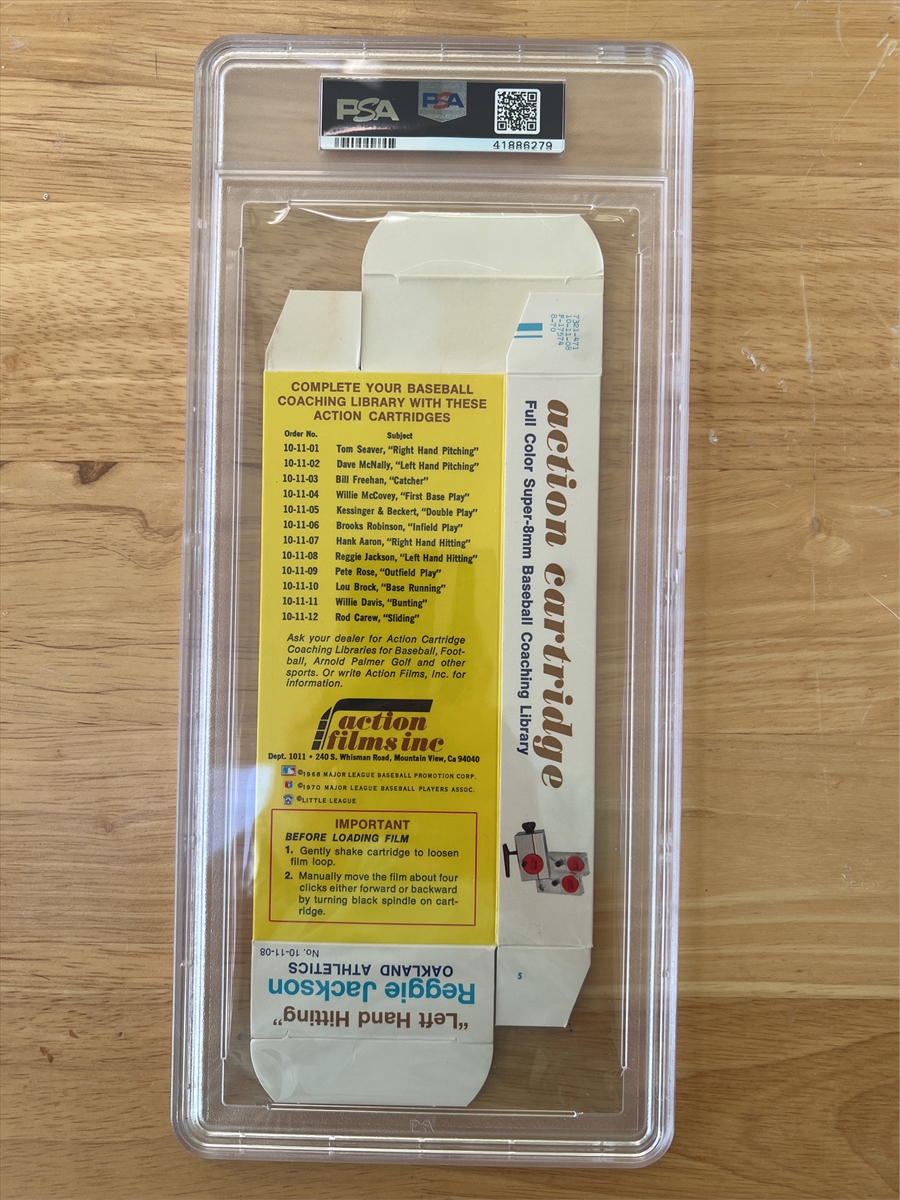 PSA
PSA
41886279
7321-471
10-11-08
F-17574
8-70
COMPLETE YOUR BASEBALL
COACHING LIBRARY WITH THESE
ACTION CARTRIDGES
Order No. Subject
10-11-01 Tom Seaver, “Right Hand Pitching”
10-11-02 Dave McNally, “Left Hand Pitching”
10-11-03 Bill Freehan, “Catcher”
10-11-04 Willie McCovey, “First Base Play”
10-11-05 Kessinger & Beckert, “Double Play”
10-11-06 Brooks Robinson, “Infield Play”
10-11-07 Hank Aaron, “Right Hand Hitting”
10-11-08 Reggie Jackson, “Left Hand Hitting”
10-11-09 Pete Rose, “Outfield Play”
10-11-10 Lou Brock, “Base Running”
10-11-11 Willie Davis, “Bunting”
10-11-12 Rod Carew, “Sliding”
Ask your dealer for Action Cartridge
Coaching Libraries for Baseball, Foot-
ball, Arnold Palmer Golf and other
sports. Or write Action Films, Inc. for
information.
action
films inc
Dept. 1011 • 240 S. Whisman Road, Mountain View, Ca 94040
©1968 MAJOR LEAGUE BASEBALL PROMOTION CORP.
©1970 MAJOR LEAGUE BASEBALL PLAYERS ASSOC.
©LITTLE LEAGUE
IMPORTANT
BEFORE LOADING FILM
1. Gently shake cartridge to loosen
film loop.
2. Manually move the film about four
clicks either forward or backward
by turning black spindle on cart-
ridge.
action cartridge
Full Color Super-8mm Baseball Coaching Library
5
“Left Hand Hitting”
Reggie Jackson
OAKLAND ATHLETICS
No. 10-11-08
PSA